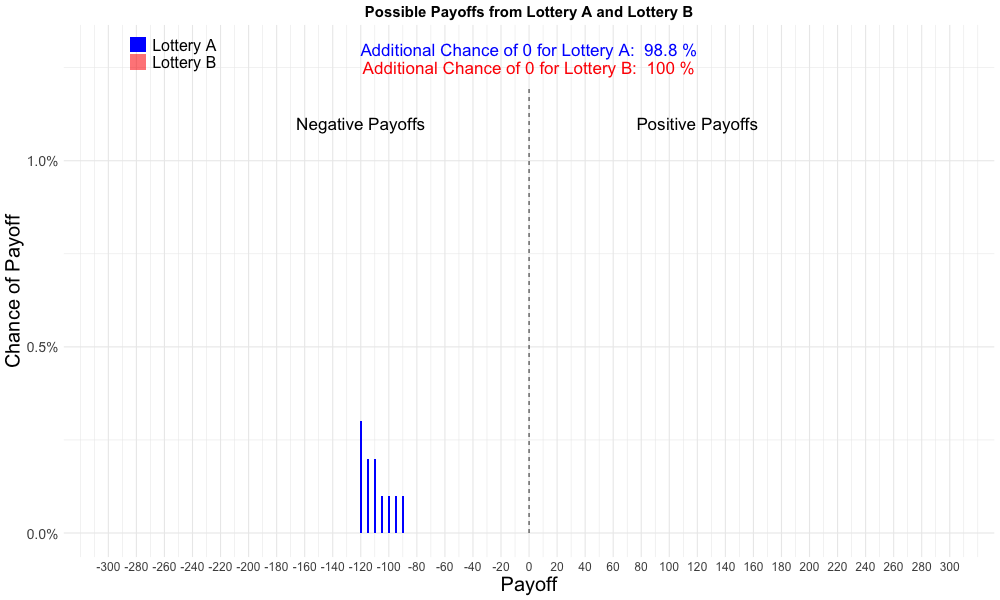 Possible Payoffs from Lottery A and Lottery B
Lottery A
Lottery B
Additional Chance of 0 for Lottery A:  98.8 %
Additional Chance of 0 for Lottery B:  100 %
Negative Payoffs
Positive Payoffs
Chance of Payoff
1.0%
0.5%
0.0%
-300 -280 -260 -240 -220 -200 -180 -160 -140 -120 -100 -80 -60 -40 -20 0 20 40 60 80 100 120 140 160 180 200 220 240 260 280 300
Payoff